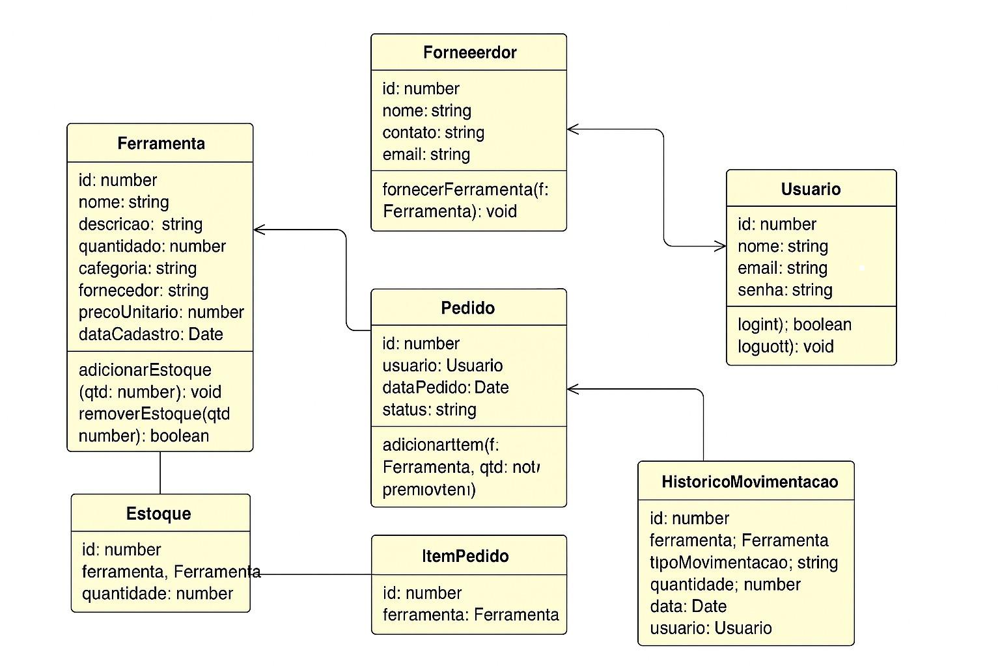 Forneeerdor
id: number
nome: string
contato: string
email: string
fornecerFerramenta(f:
Ferramenta): void
Ferramenta
id: number
nome: string
descricao: string
quantidado: number
cafegoria: string
fornecedor: string
precoUnitario: number
dataCadastro: Date
adicionarEstoque
(qtd: number): void
removerEstoque(qtd
number): boolean
Usuario
id: number
nome: string
email: string
senha: string
logint); boolean
loguott): void
Pedido
id: number
usuario: Usuario
dataPedido: Date
status: string
adicionarttem(f:
Ferramenta, qtd:
Estoque
id: number
ferramenta, Ferramenta
quantidade: number
ItemPedido
id: number
ferramenta: Ferramenta
HistoricoMovimentacao
id: number
ferramenta; Ferramenta
tipoMovimentacao; string
quantidade; number
data: Date
usuario: Usuario